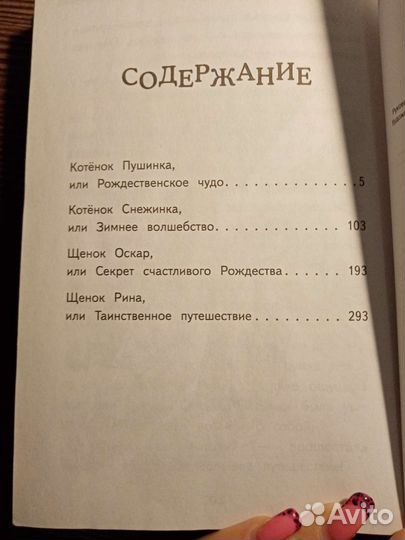 СОДЕРЖАНИЕ
Котёнок Пушинка,
или Рождественское чудо . . . . . . . . . . . . . 5
Котёнок Снежинка,
или Зимнее волшебство . . . . . . . . . . . . . 103
Щенок Оскар,
или Секрет счастливого Рождества . . . . . . . 193
Щенок Рина,
или Таинственное путешествие . . . . . . . . . . 293
Avito